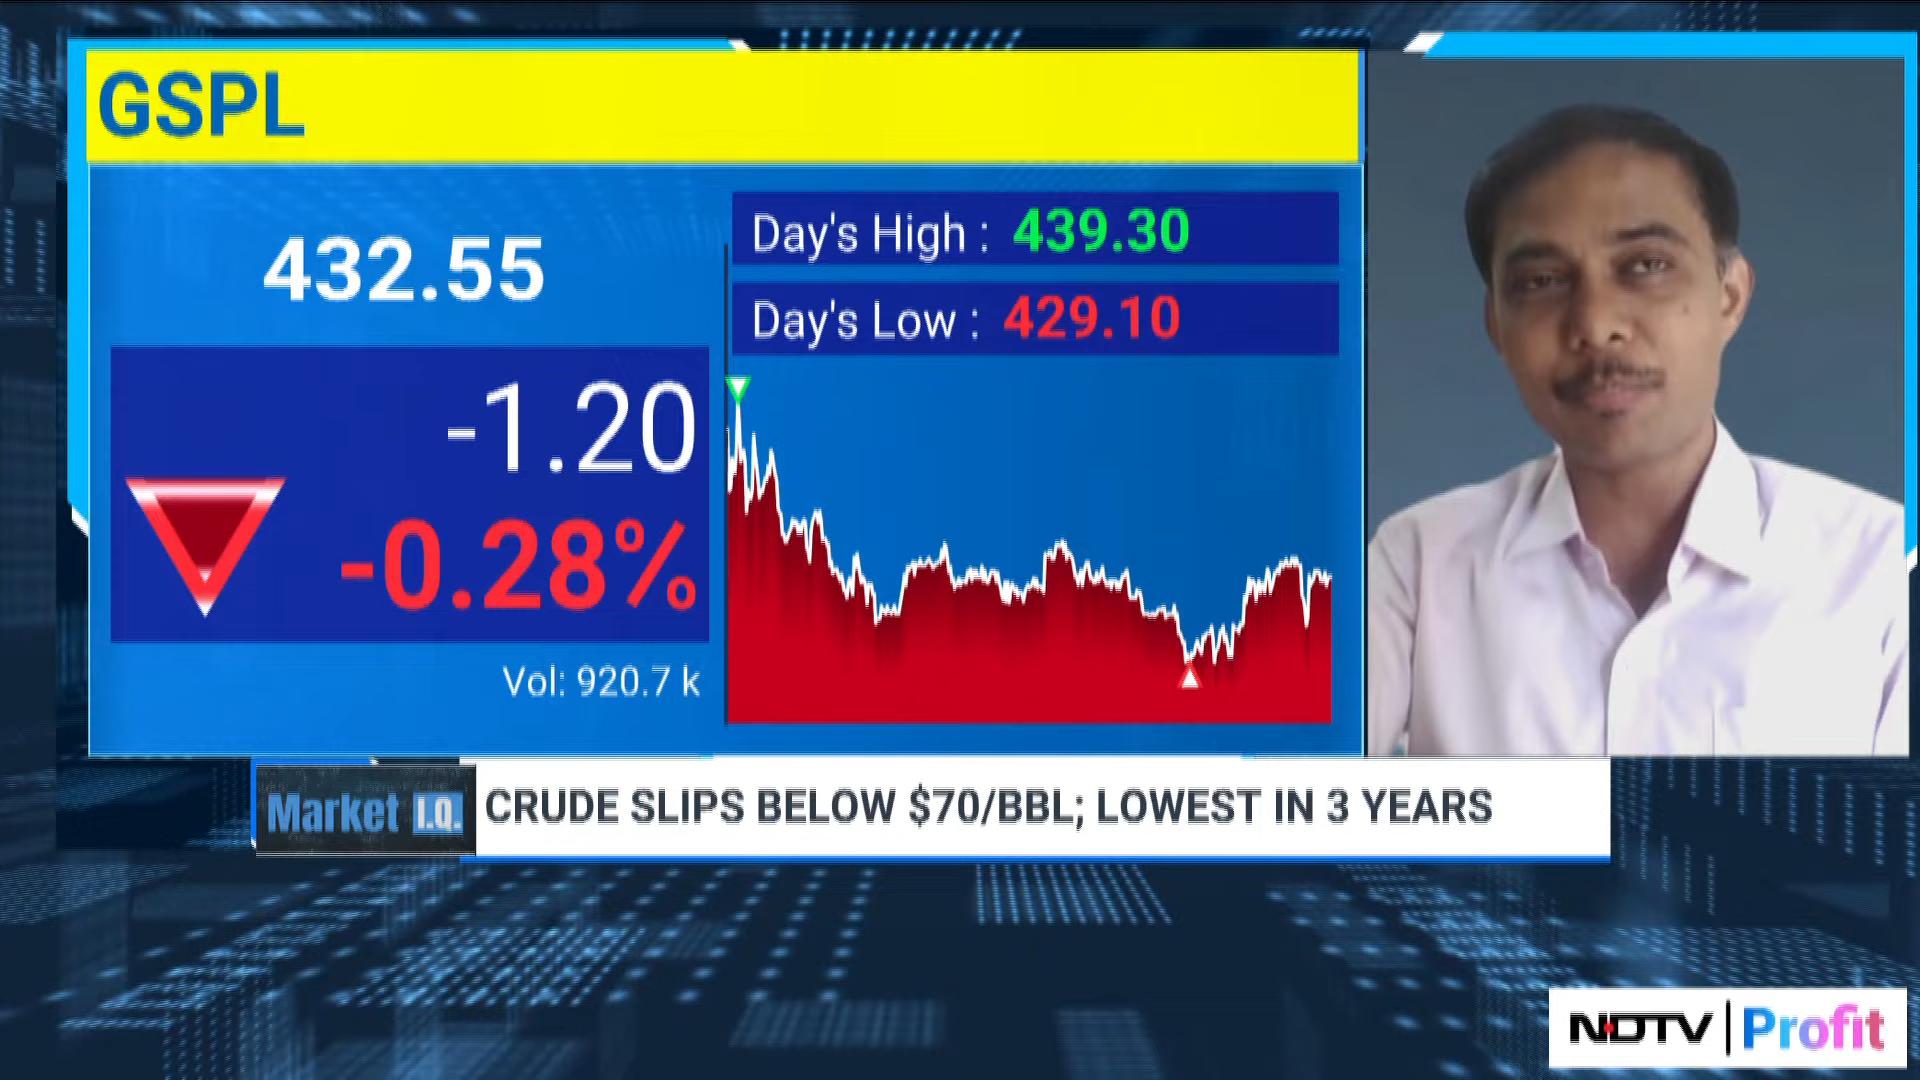 GSPL
432.55
-1.20
-0.28%
Vol: 920.7 k
Day's High : 439.30
Day's Low : 429.10
Market I.Q.
CRUDE SLIPS BELOW $70/BBL; LOWEST IN 3 YEARS
NDTV Profit